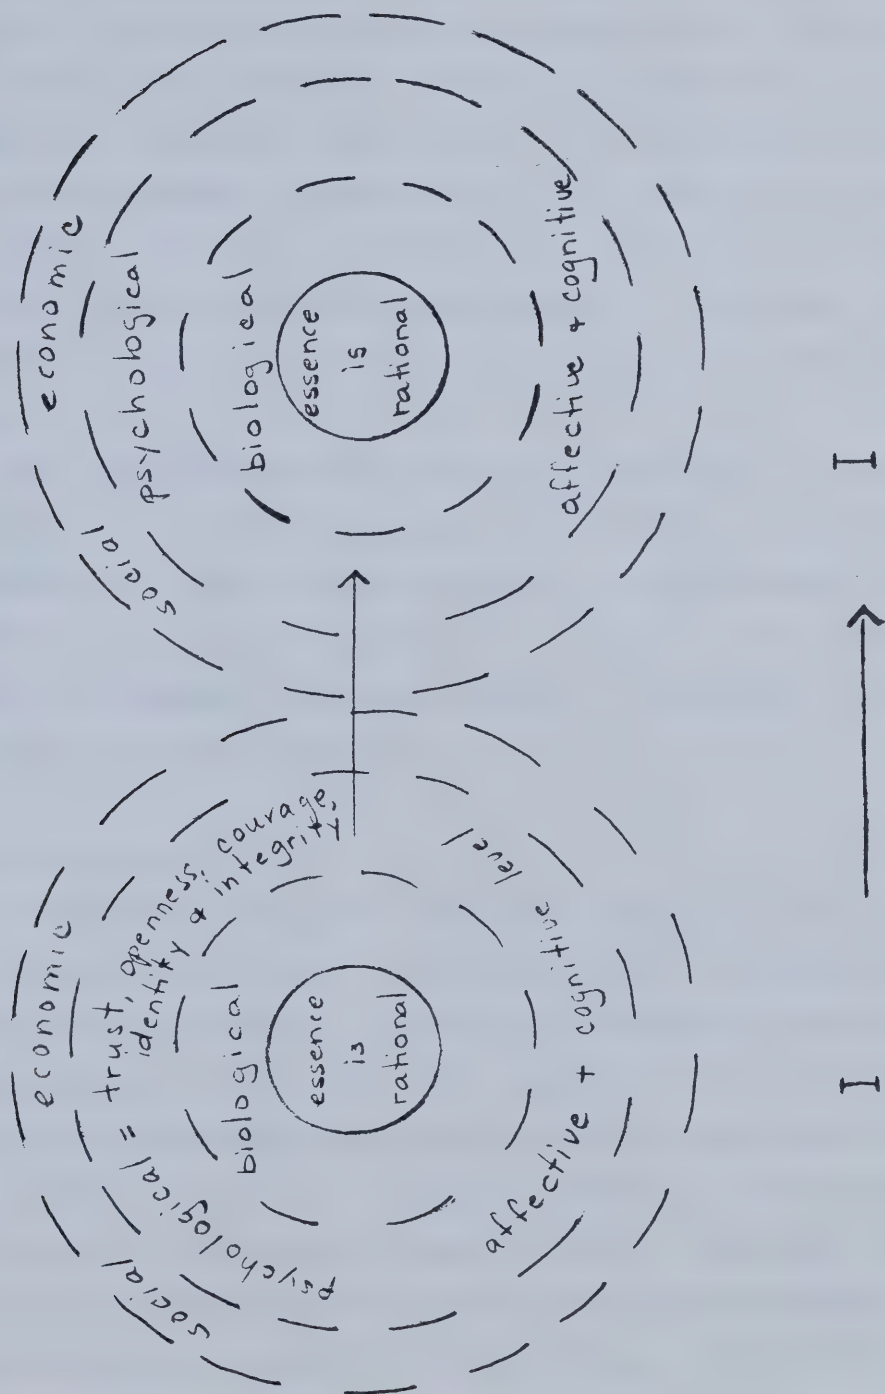 social
economic
psychological = trust, openness, courage,
identity & integrity.
biological
essence
is
rational
affective + cognitive
level
social
economic
psychological
biological
essence
is
rational
affective + cognitive
I
I